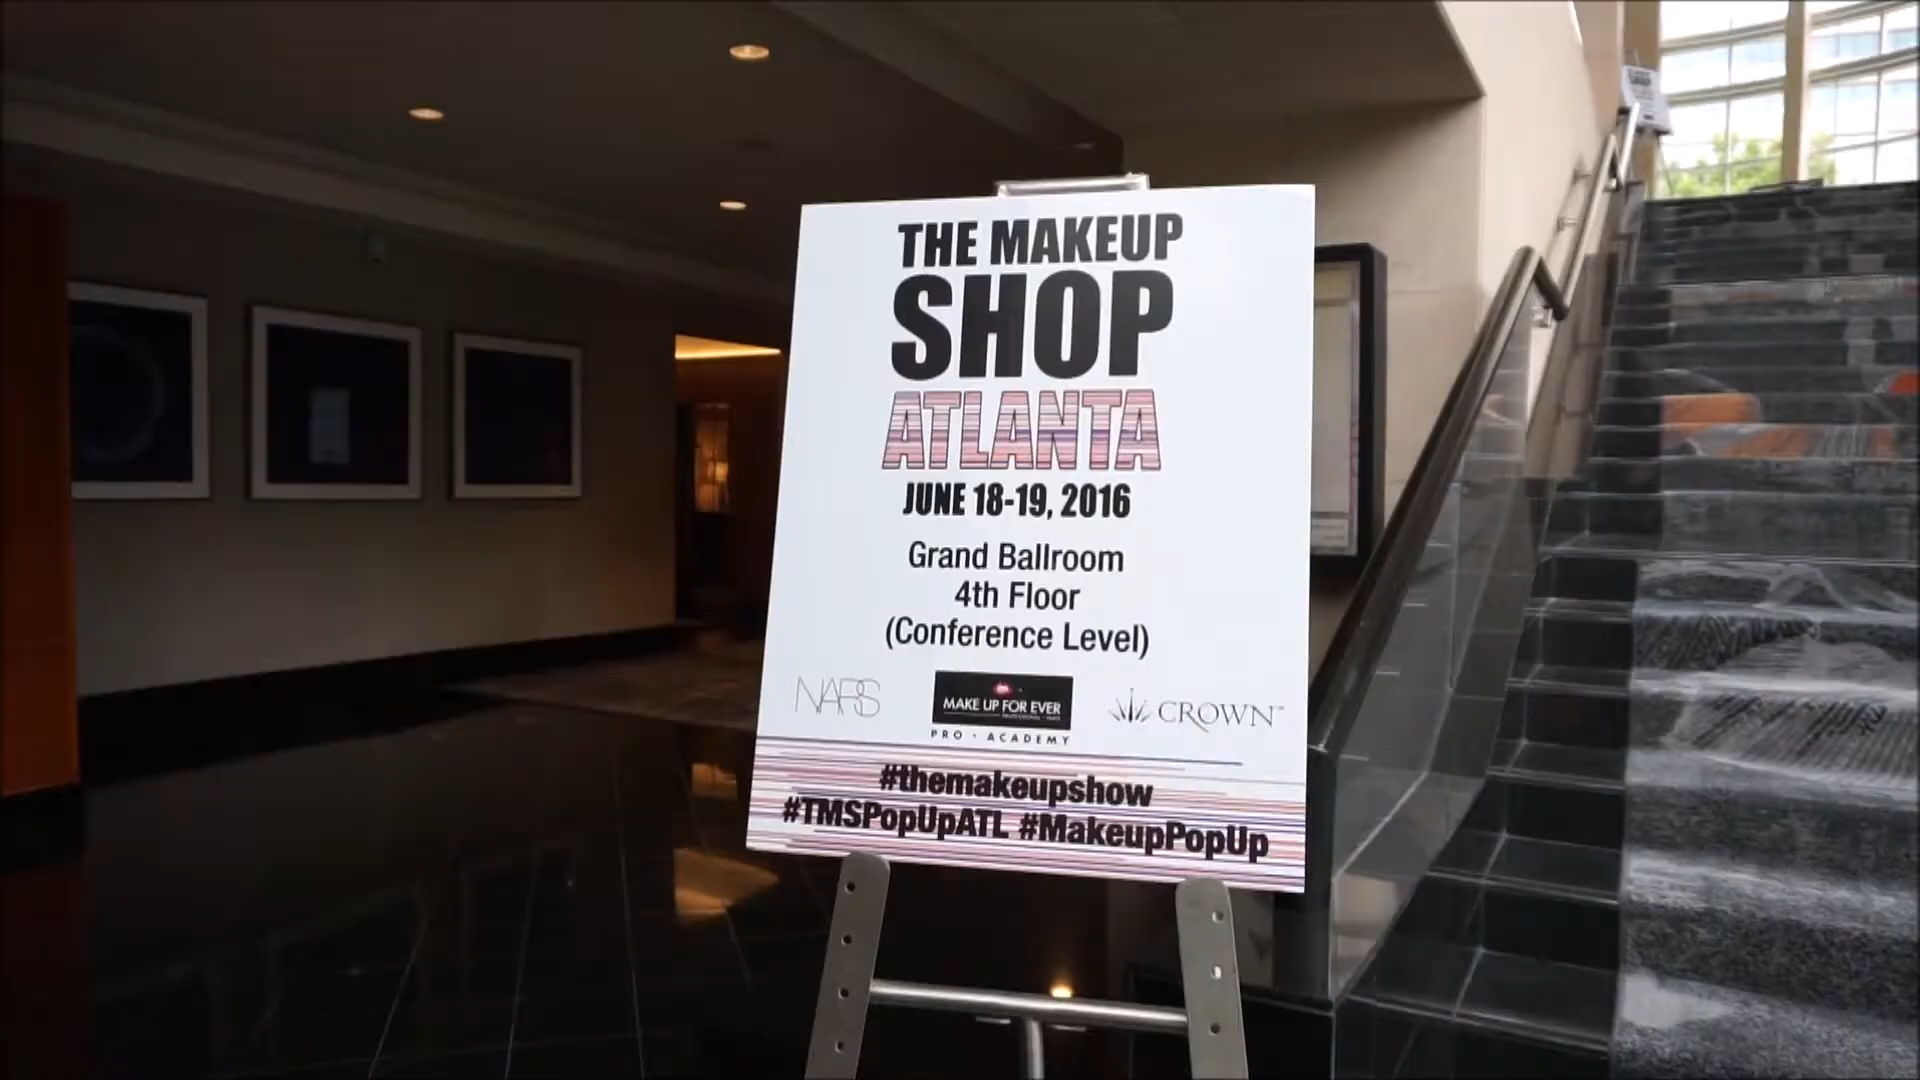 THE MAKEUP
SHOP
ATLANTA
JUNE 18-19, 2016
Grand Ballroom
4th Floor
(Conference Level)
NARS
MAKE UP FOR EVER
PRO · ACADEMY
CROWN™
#themakeupshow
#TMSPopUpATL #MakeupPopUp